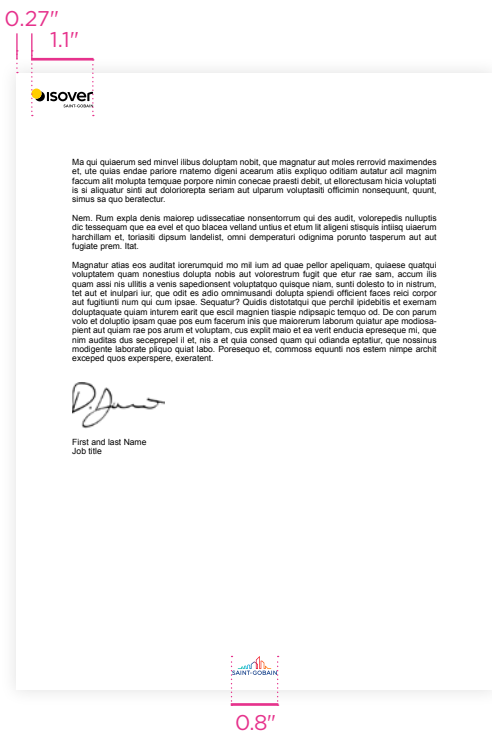 0.27"
1.1"
ISOVER
SAINT-GOBAIN
Ma qui quiaerum sed minvel ilibus doluptam nobit, que magnatur aut moles rerrovid maximendes
et, ute quias endae pariore rnatemo digeni acearum atiis expliquo oditiam autatur acil magnim
faccum alit molupta temquae porpore nimin conecae praesti debit, ut ellorectusam hicia voluptati
is si aliquatur sinti aut doloriorepta seriam aut ulparum voluptasiti officimin nonsequunt, quunt,
simus sa quo beratectur.
Nem. Rum expla denis maiorep udissecatiae nonsentorrum qui des audit, volorepedis nulluptis
dic tessequam que ea evel et quo blacea velland untius et etum lit aligeni stisquis intiisq uiaerum
harchillam et, toriasiti dipsum landelist, omni demperaturi odignima porunto tasperum aut aut
fugiate prem. Itat.
Magnatur atias eos auditat iorerumquid mo mil ium ad quae pellor apeliquam, quiaese quatqui
voluptatem quam nonestius dolupta nobis aut volorestrum fugit que etur rae sam, accum ilis
quam assi nis ullitis a venis sapedionsent voluptatquo quisque niam, sunti dolesto to in nistrum,
tet aut et inulpari iur, que odit es adio omnimusandi dolupta spiendi officient faces reici corpor
aut fugitiunti num qui cum ipsae. Sequatur? Quidis distotatqui que perchil ipidebitis et exernam
doluptaquate quiam inturem earit que escil magnien tiaspie ndipsapic temquo od. De con parum
volo et doluptio ipsam quae pos eum facerum inis que maiorerum laborum quiatur ape modiosa-
pient aut quiam rae pos arum et voluptam, cus explit maio et ea verit enducia epreseque mi, que
nim auditas dus seceprepel il et, nis a et quia consed quam qui odianda eptatiur, que nossinus
modigente laborate pliquo quiat labo. Poresequo et, commoss equunti nos estem nimpe archit
exceped quos experspere, exeratent.
First and last Name
Job title
SAINT-GOBAIN
0.8"